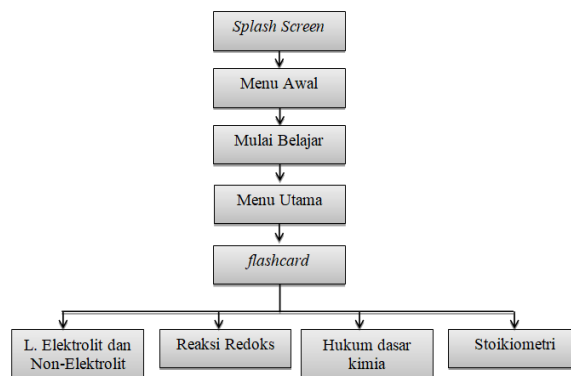 Splash Screen
Menu Awal
Mulai Belajar
Menu Utama
flashcard
L. Elektrolit dan
Non-Elektrolit
Reaksi Redoks
Hukum dasar
kimia
Stoikiometri